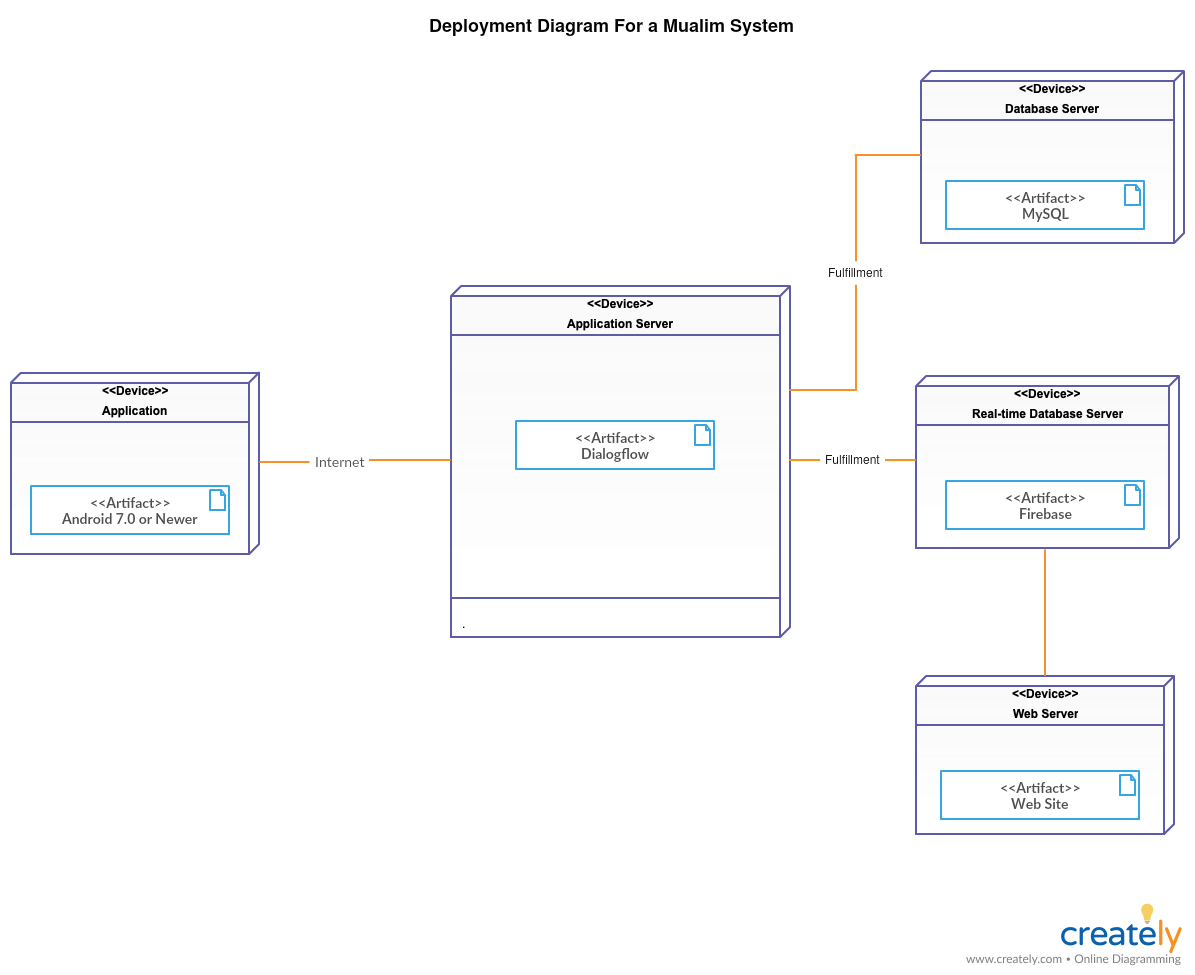 Deployment Diagram For a Mualim System
<<Device>>
Database Server
<<Artifact>>
MySQL
Fulfillment
<<Device>>
Application Server
<<Artifact>>
Dialogflow
.
<<Device>>
Application
<<Artifact>>
Android 7.0 or Newer
Internet
Fulfillment
<<Device>>
Real-time Database Server
<<Artifact>>
Firebase
<<Device>>
Web Server
<<Artifact>>
Web Site
creately
www.creately.com • Online Diagramming